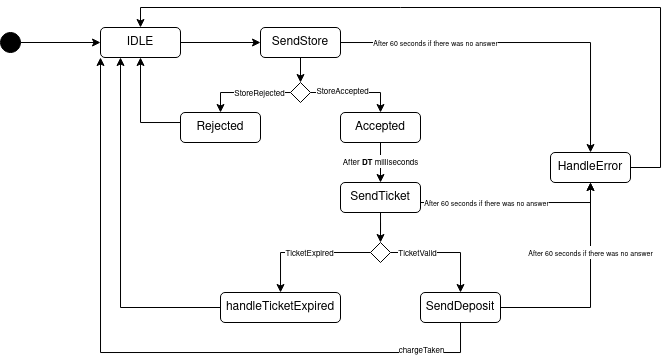 IDLE
SendStore
After 60 seconds if there was no answer
StoreRejected
StoreAccepted
Rejected
Accepted
After DT milliseconds
HandleError
SendTicket
After 60 seconds if there was no answer
TicketExpired
TicketValid
After 60 seconds if there was no answer
handleTicketExpired
SendDeposit
chargeTaken